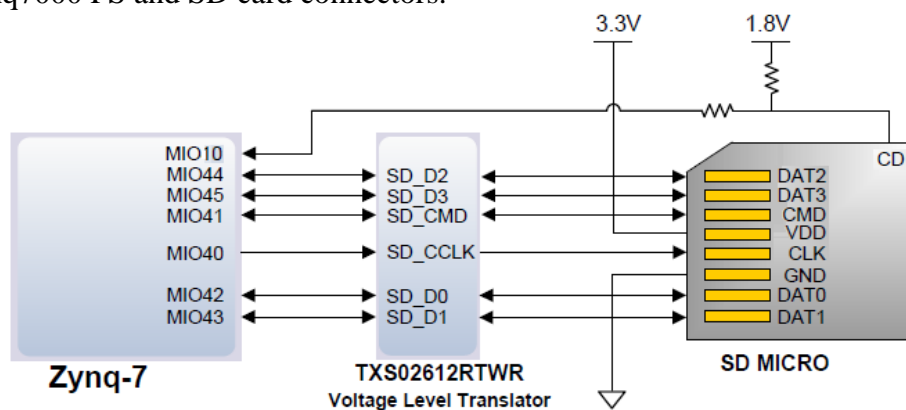 q7000 PS and SD card connectors.
3.3V 1.8V
MIO10 CD
MIO44 SD_D2 DAT2
MIO45 SD_D3 DAT3
MIO41 SD_CMD CMD
VDD
MIO40 SD_CCLK CLK
GND
MIO42 SD_D0 DAT0
MIO43 SD_D1 DAT1
Zynq-7 TXS02612RTWR SD MICRO
Voltage Level Translator